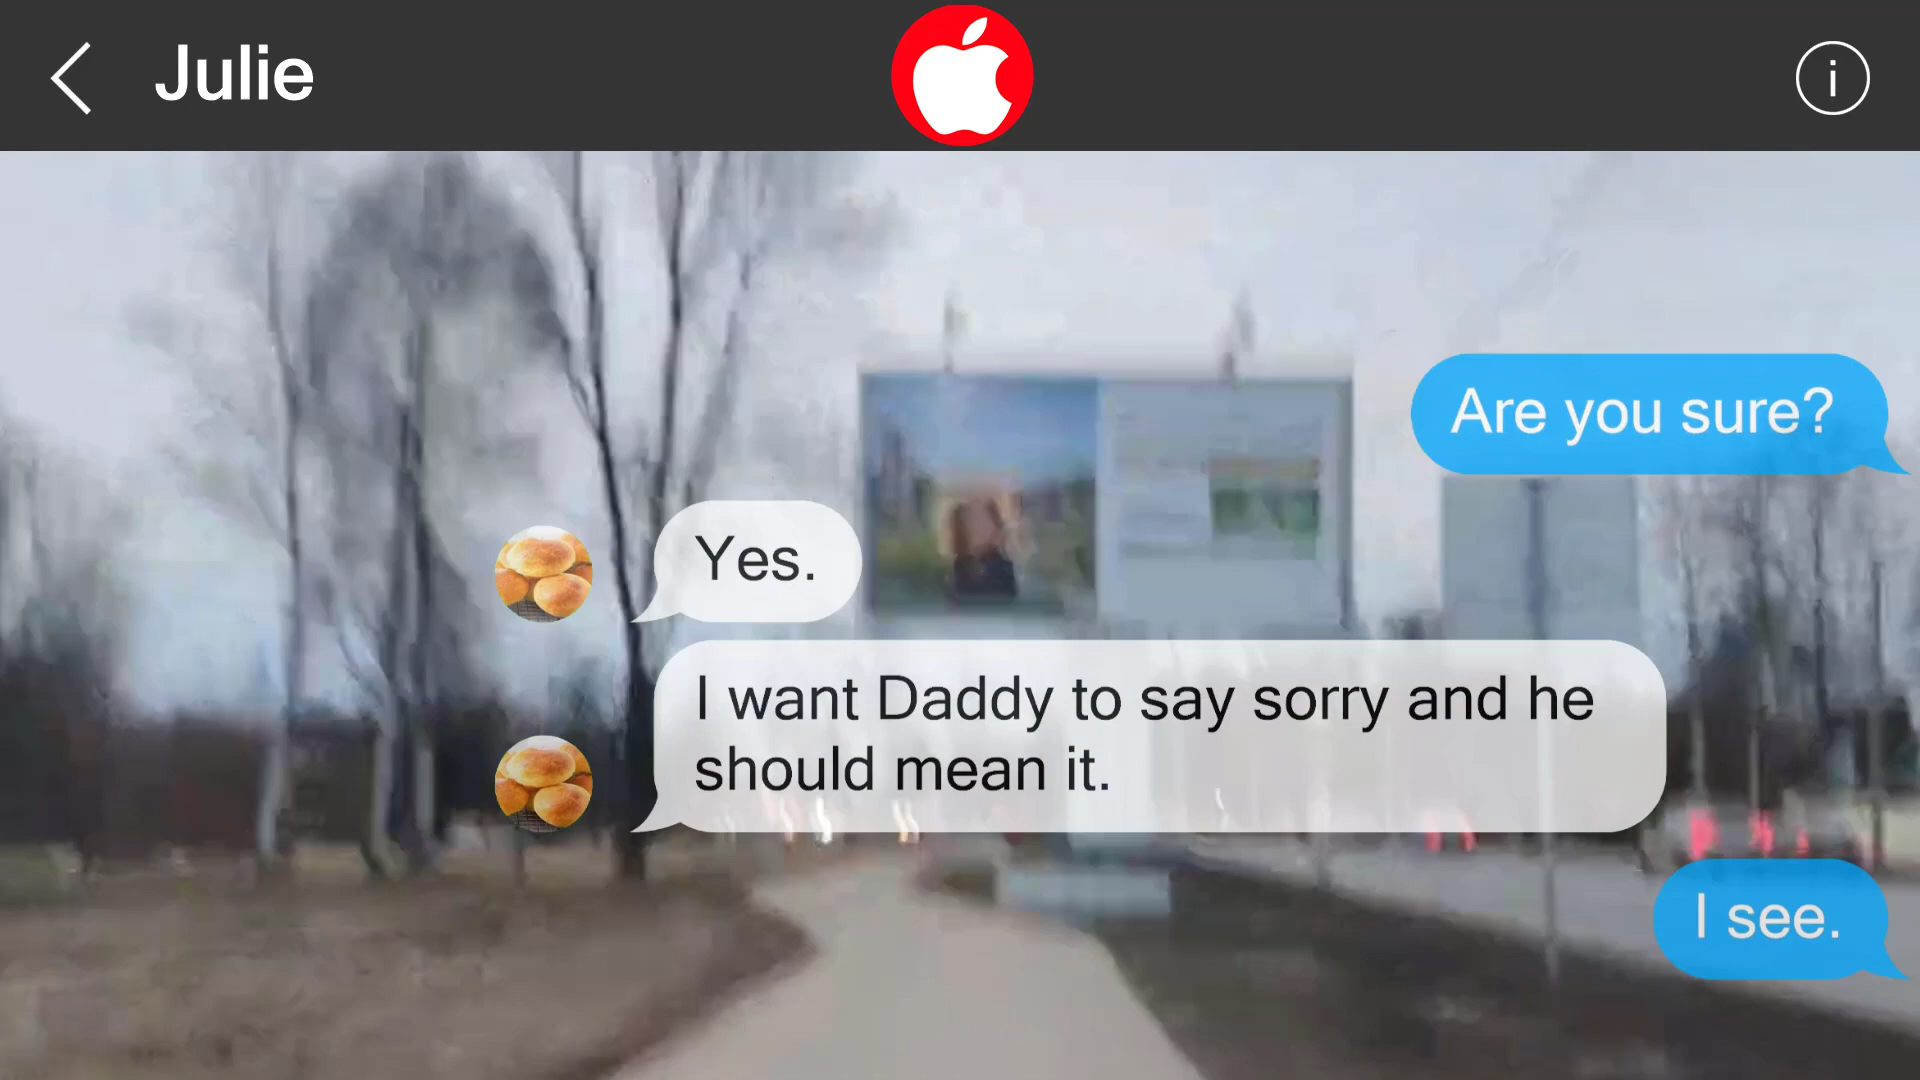 Julie
i
Are you sure?
Yes.
I want Daddy to say sorry and he
should mean it.
I see.